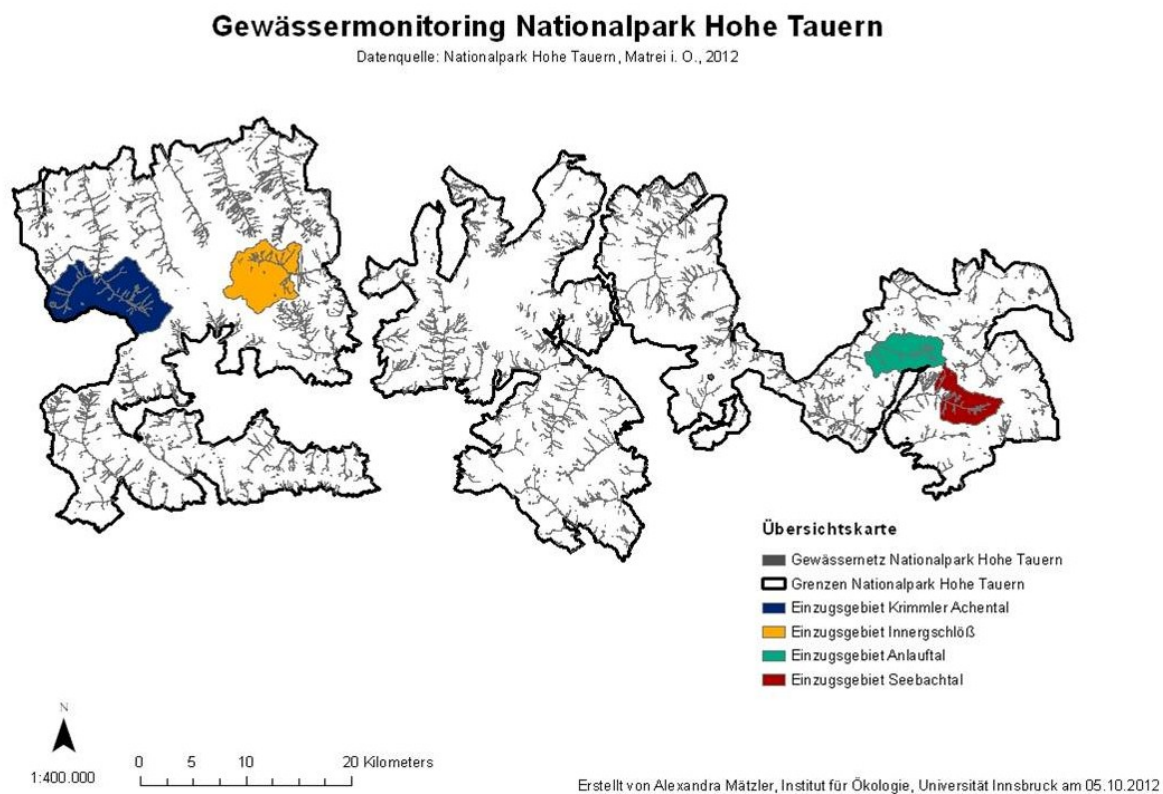 Gewässermonitoring Nationalpark Hohe Tauern
Datenquelle: Nationalpark Hohe Tauern, Matrei i. O., 2012
Übersichtskarte
Gewässernetz Nationalpark Hohe Tauern
Grenzen Nationalpark Hohe Tauern
Einzugsgebiet Krimmler Achental
Einzugsgebiet Innergschlöß
Einzugsgebiet Anlauftal
Einzugsgebiet Seebachtal
N
1:400.000
0 5 10 20 Kilometers
Erstellt von Alexandra Mätzler, Institut für Ökologie, Universität Innsbruck am 05.10.2012